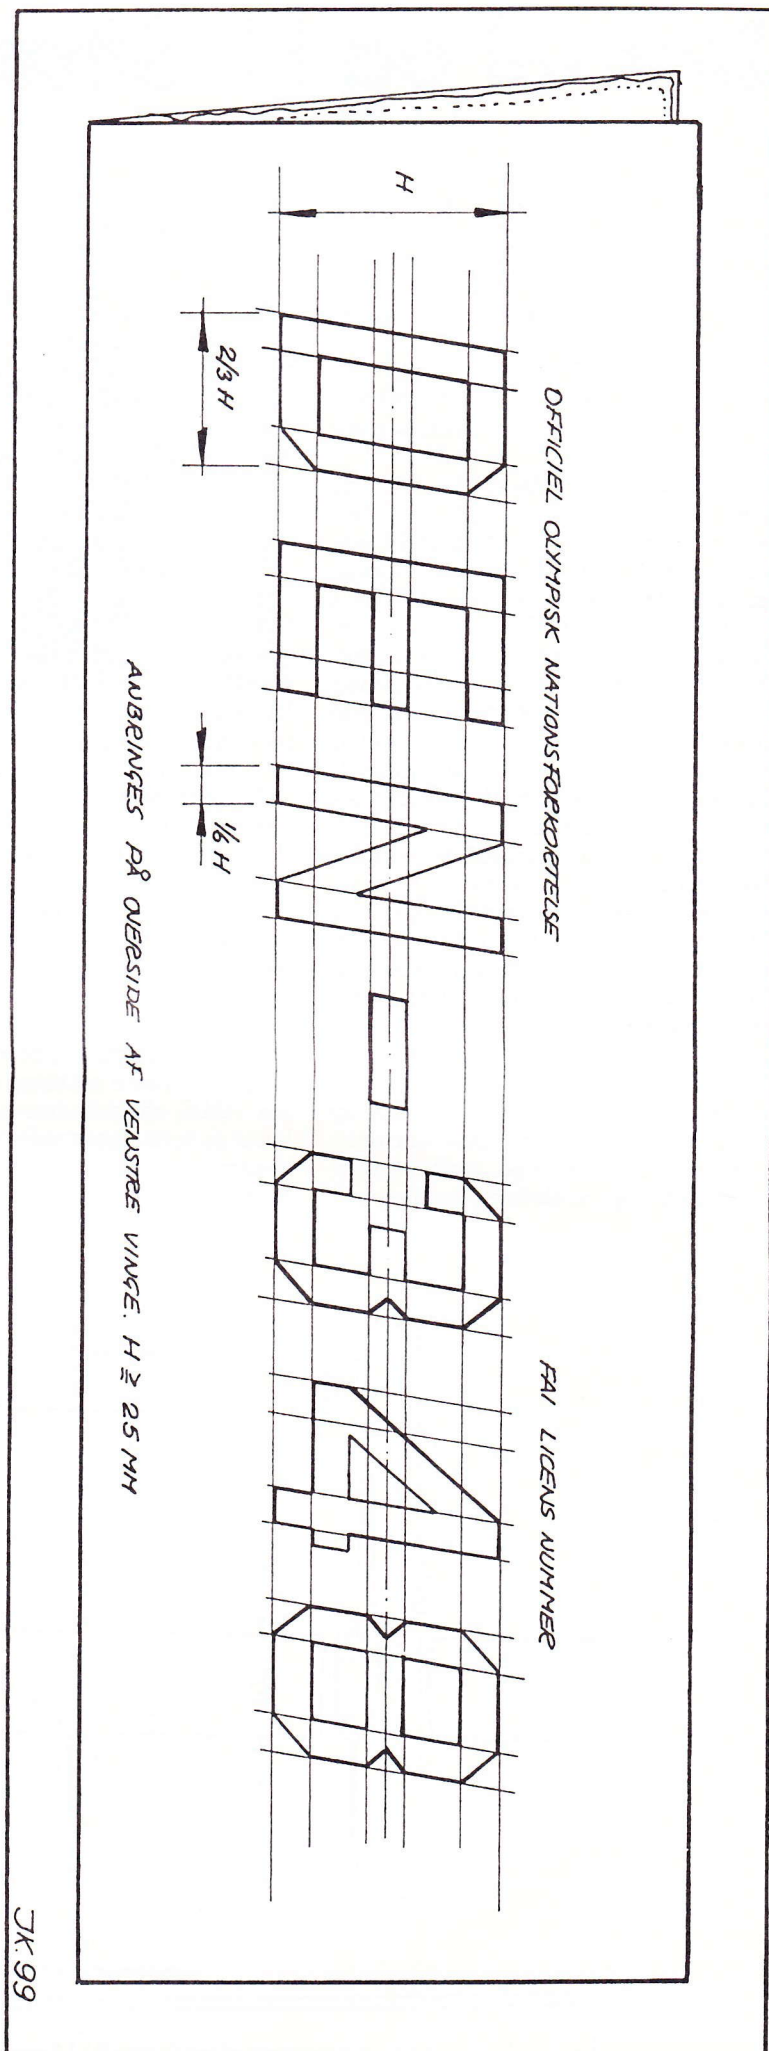 OFFICIEL OLYMPISK NATIONSFORKORTELSE
FAI LICENS NUMMER
H
DEN-348
2/3 H
1/6 H
ANBRINGES PÅ OVERSIDE AF VENSTRE VINGE. H ≥ 25 MM
JK.99